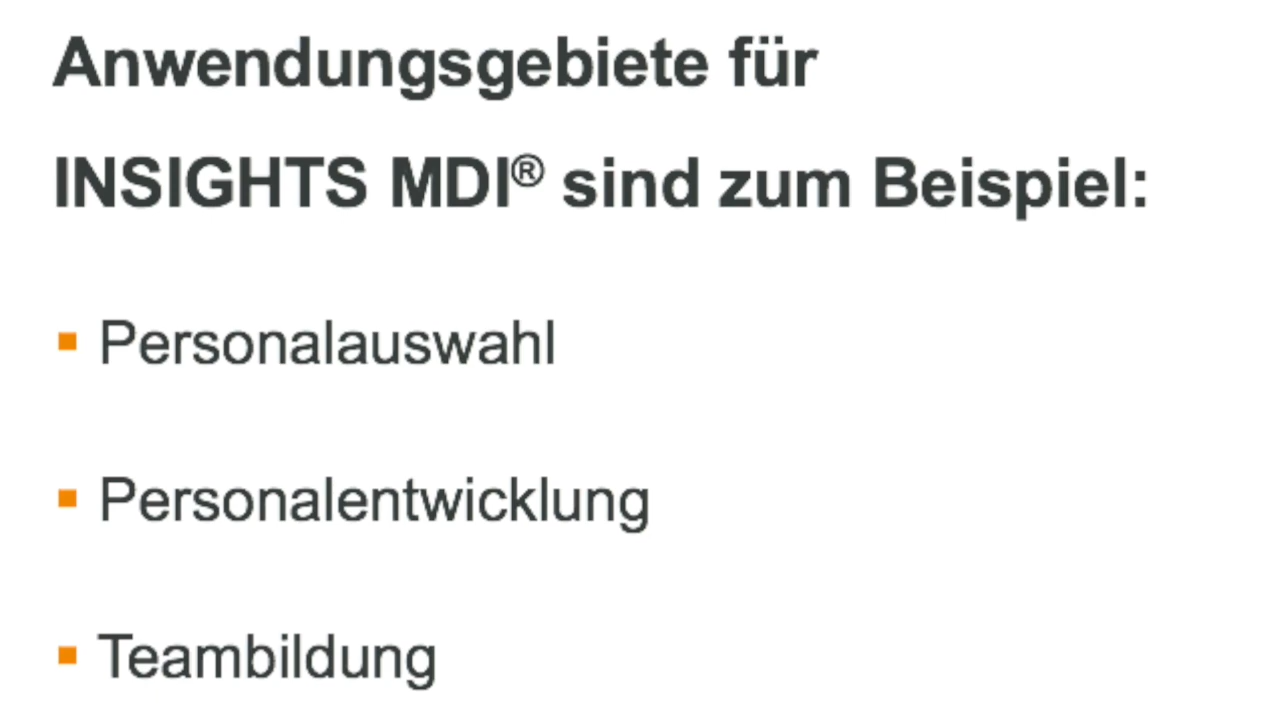 Anwendungsgebiete für
INSIGHTS MDI® sind zum Beispiel:
▪ Personalauswahl
▪ Personalentwicklung
▪ Teambildung